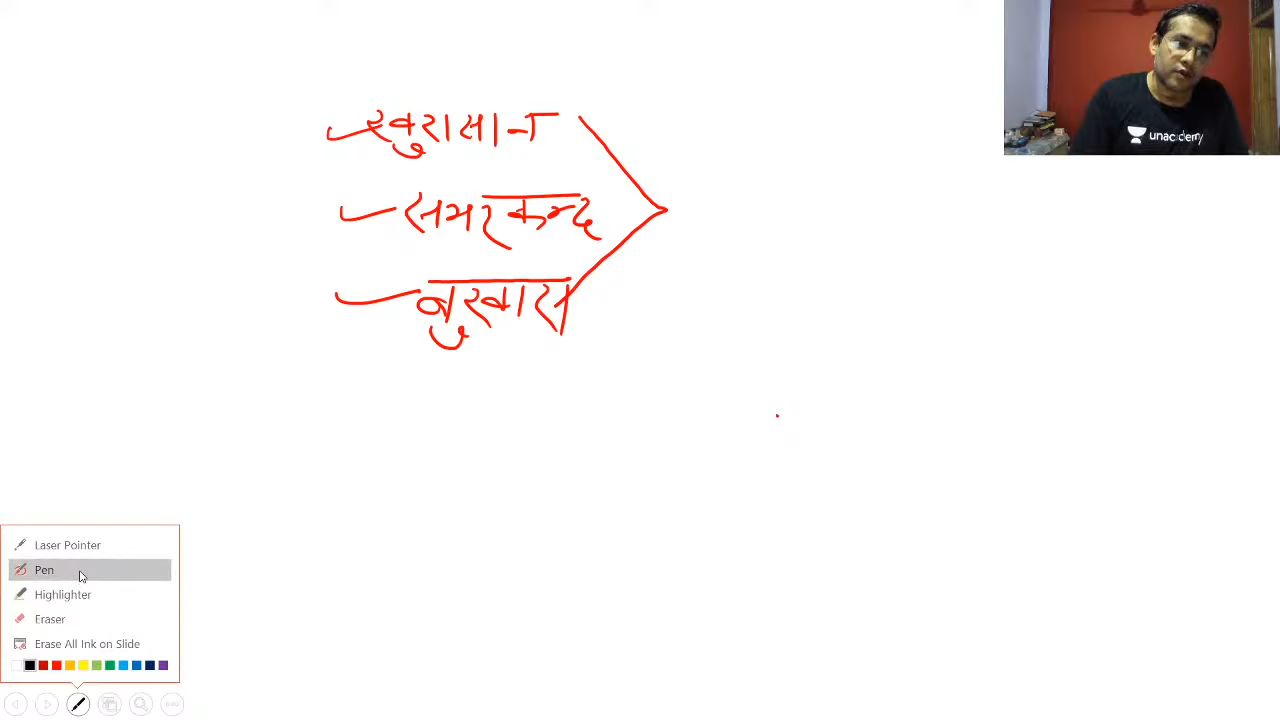 खुरासान
समरकन्द
बुखारा
unacademy
Laser Pointer
Pen
Highlighter
Eraser
Erase All Ink on Slide